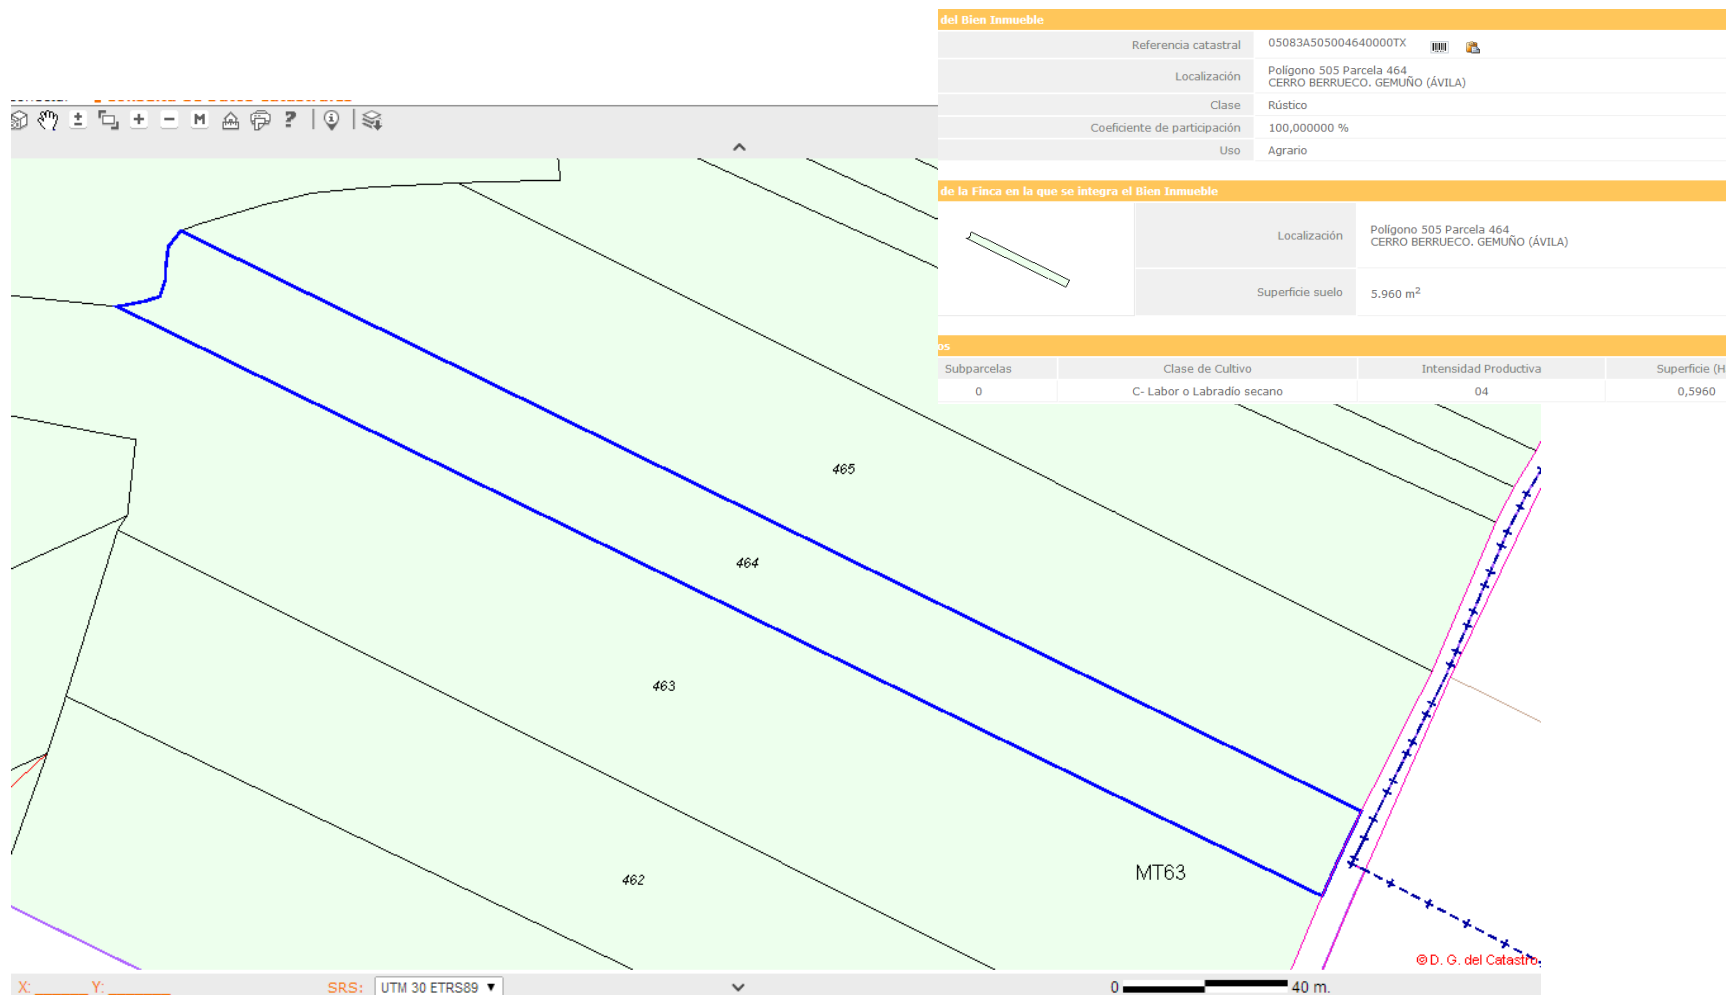 del Bien Inmueble
Referencia catastral 05083A505004640000TX
Localización Polígono 505 Parcela 464
CERRO BERRUECO. GEMUÑO (ÁVILA)
Clase Rústico
Coeficiente de participación 100,000000 %
Uso Agrario
de la Finca en la que se integra el Bien Inmueble
Localización Polígono 505 Parcela 464
CERRO BERRUECO. GEMUÑO (ÁVILA)
Superficie suelo 5.960 m²
os
Subparcelas Clase de Cultivo Intensidad Productiva Superficie (H
0 C- Labor o Labradío secano 04 0,5960
M ?
465
464
463
462
MT63
© D. G. del Catastro
X: Y: SRS: UTM 30 ETRS89 0 40 m.